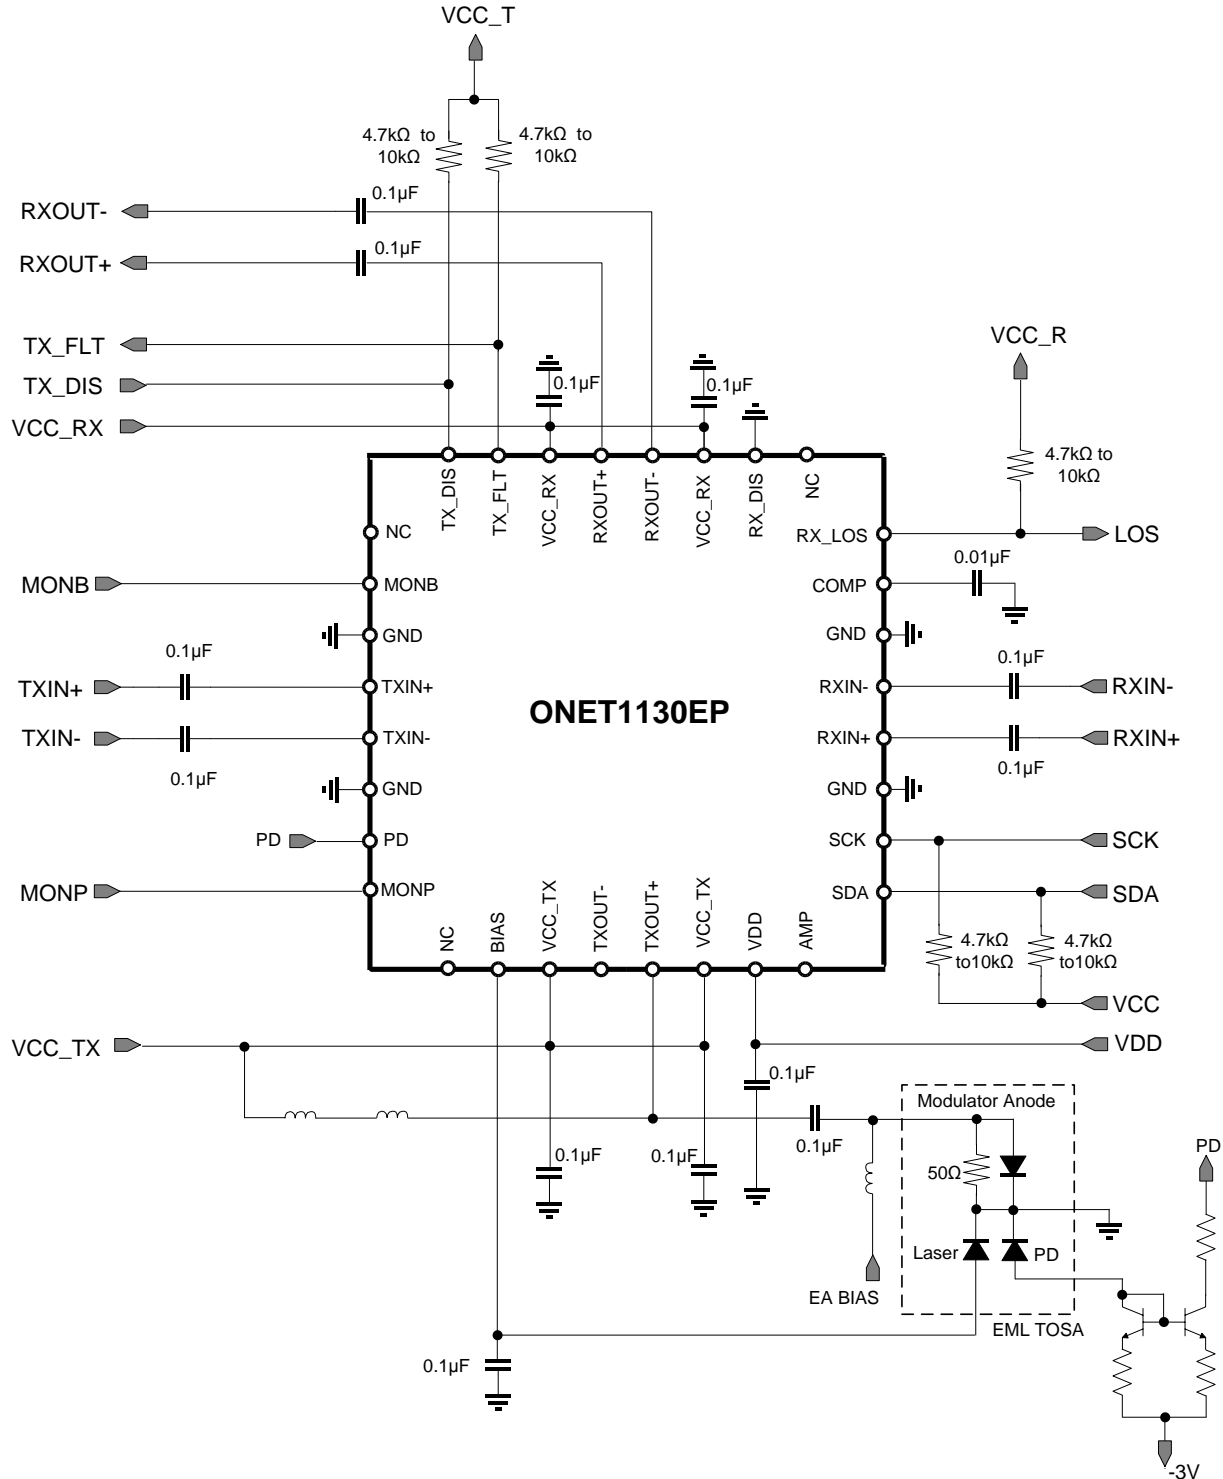 VCC_T
4.7kΩ to
10kΩ
4.7kΩ to
10kΩ
RXOUT-
0.1µF
RXOUT+
0.1µF
TX_FLT
TX_DIS
VCC_RX
0.1µF
0.1µF
VCC_R
4.7kΩ to
10kΩ
TX_DIS
TX_FLT
VCC_RX
RXOUT+
RXOUT-
VCC_RX
RX_DIS
NC
NC
RX_LOS
LOS
MONB
MONB
COMP
0.01µF
GND
GND
TXIN+
0.1µF
TXIN+
RXIN-
0.1µF
RXIN-
ONET1130EP
TXIN-
0.1µF
TXIN-
RXIN+
0.1µF
RXIN+
GND
GND
PD
PD
SCK
SCK
MONP
MONP
SDA
SDA
NC
BIAS
VCC_TX
TXOUT-
TXOUT+
VCC_TX
VDD
AMP
4.7kΩ
to10kΩ
4.7kΩ
to10kΩ
VCC
VCC_TX
VDD
0.1µF
Modulator Anode
0.1µF
0.1µF
0.1µF
50Ω
PD
Laser
PD
EA BIAS
EML TOSA
0.1µF
-3V